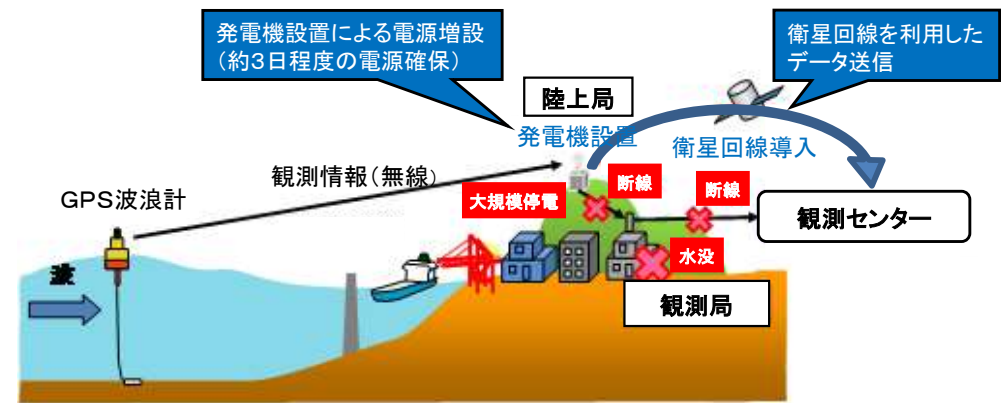 発電機設置による電源増設
（約３日程度の電源確保）
衛星回線を利用した
データ送信
陸上局
発電機設置
衛星回線導入
観測情報（無線）
GPS波浪計
大規模停電
断線
断線
観測センター
波
水没
観測局